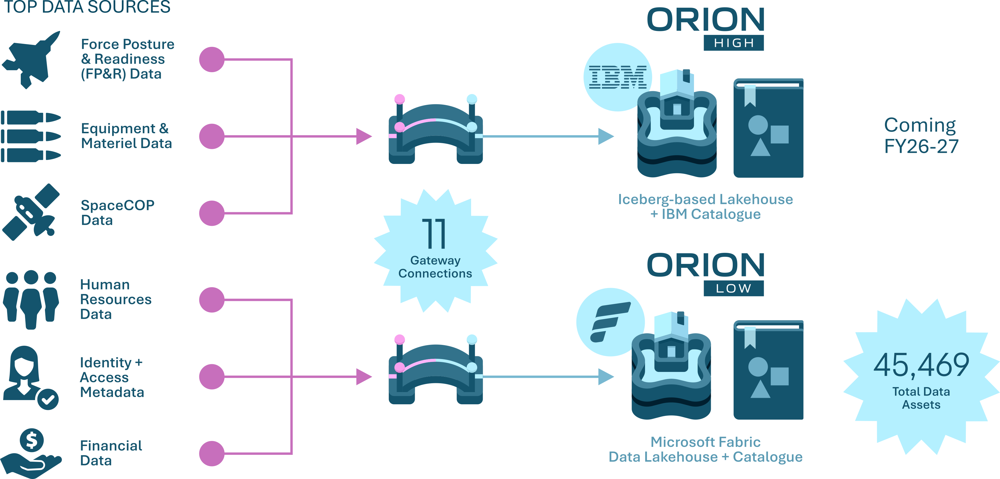 TOP DATA SOURCES
Force Posture
& Readiness
(FP&R) Data
Equipment &
Materiel Data
SpaceCOP
Data
Human
Resources
Data
Identity +
Access
Metadata
Financial
Data
$
11
Gateway
Connections
ORION
HIGH
IBM
Iceberg-based Lakehouse
+ IBM Catalogue
Coming
FY26-27
ORION
LOW
Microsoft Fabric
Data Lakehouse + Catalogue
45,469
Total Data
Assets